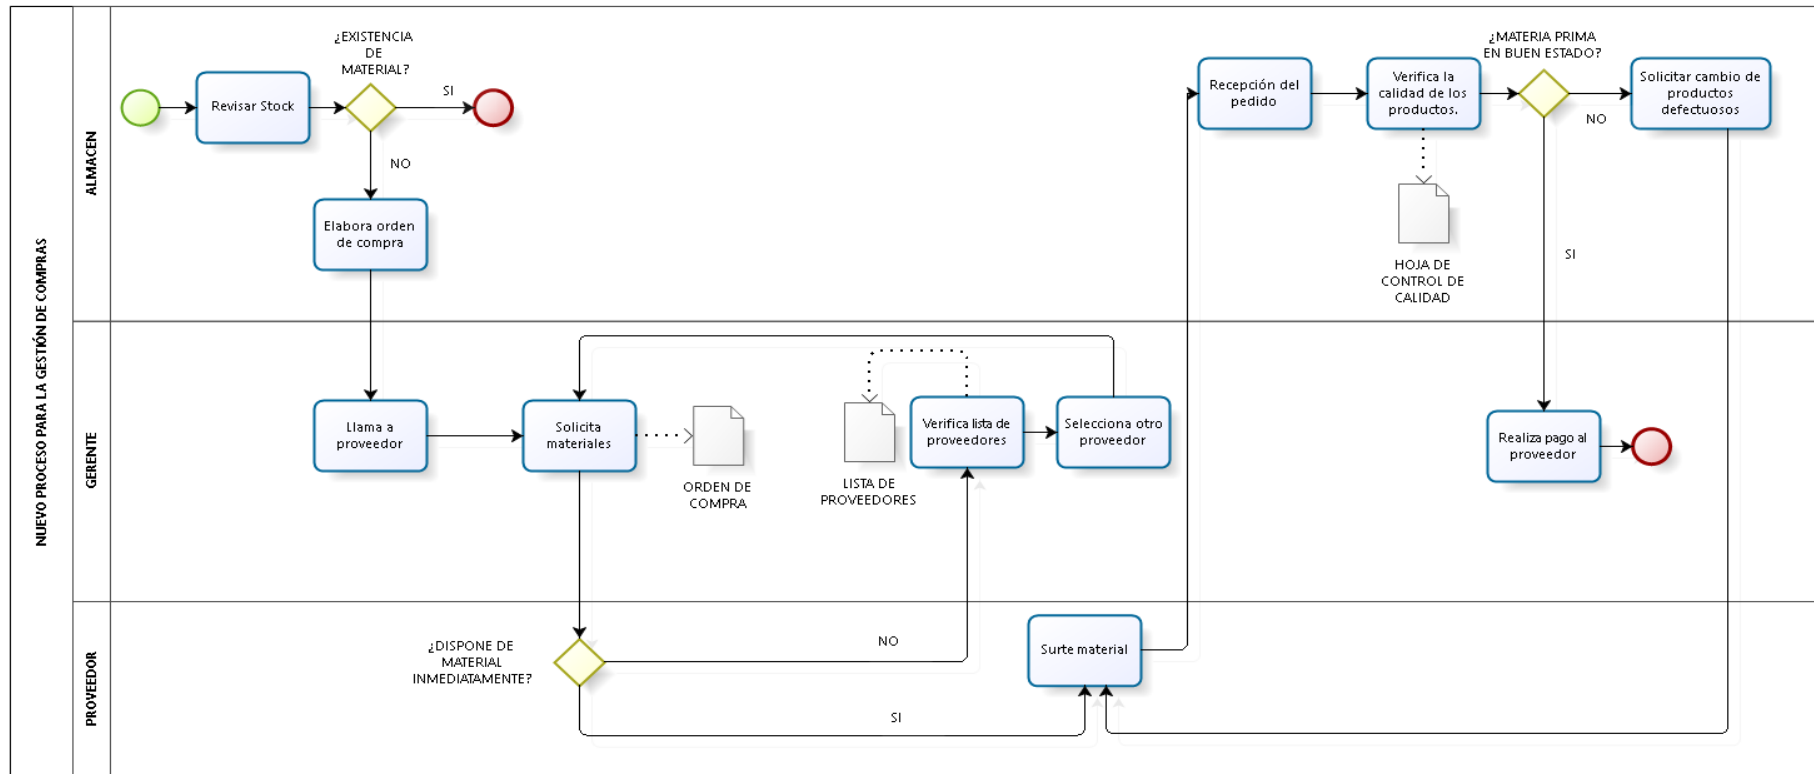 NUEVO PROCESO PARA LA GESTIÓN DE COMPRAS
ALMACEN
¿EXISTENCIA
DE
MATERIAL?
Revisar Stock
SI
NO
Elabora orden
de compra
Recepción del
pedido
Verifica la
calidad de los
productos.
¿MATERIA PRIMA
EN BUEN ESTADO?
NO
Solicitar cambio de
productos
defectuosos
HOJA DE
CONTROL DE
CALIDAD
SI
GERENTE
Llama a
proveedor
Solicita
materiales
ORDEN DE
COMPRA
LISTA DE
PROVEEDORES
Verifica lista de
proveedores
Selecciona otro
proveedor
Realiza pago al
proveedor
PROVEEDOR
¿DISPONE DE
MATERIAL
INMEDIATAMENTE?
NO
SI
Surte material